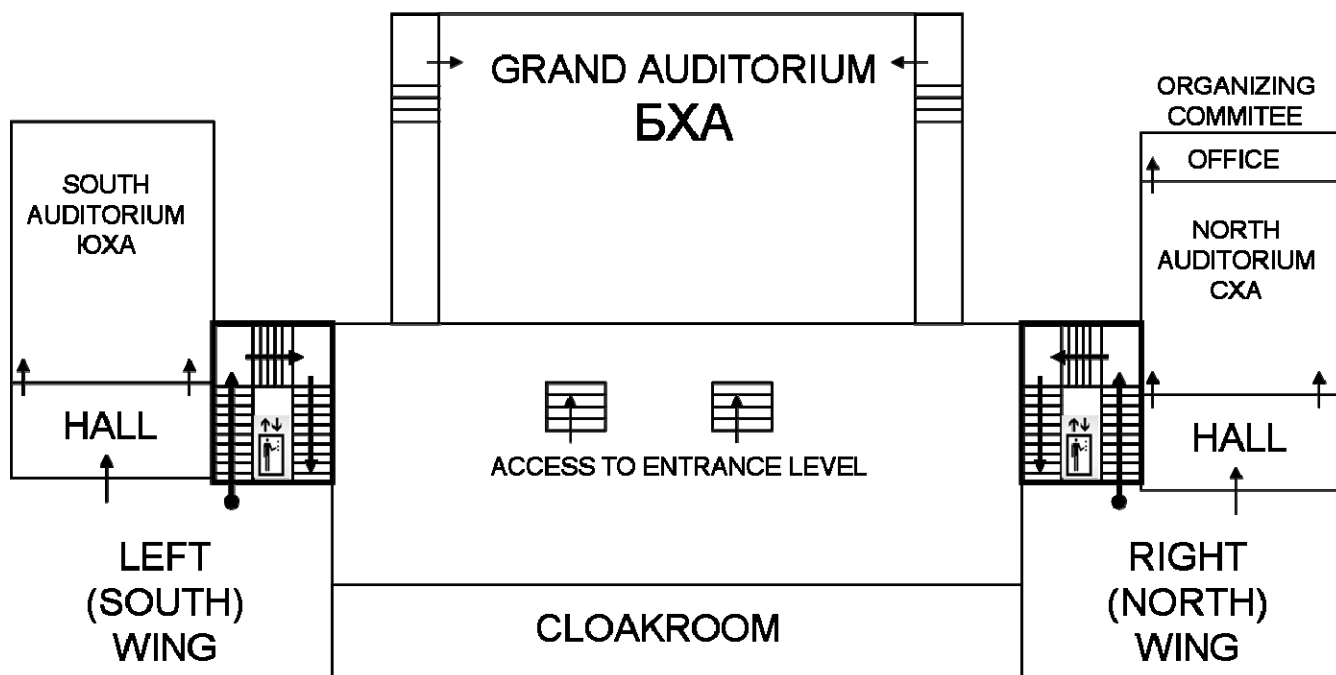 GRAND AUDITORIUM
БХА
ORGANIZING
COMMITEE
OFFICE
SOUTH
AUDITORIUM
ЮХА
NORTH
AUDITORIUM
СХА
HALL
ACCESS TO ENTRANCE LEVEL
HALL
LEFT
(SOUTH)
WING
CLOAKROOM
RIGHT
(NORTH)
WING